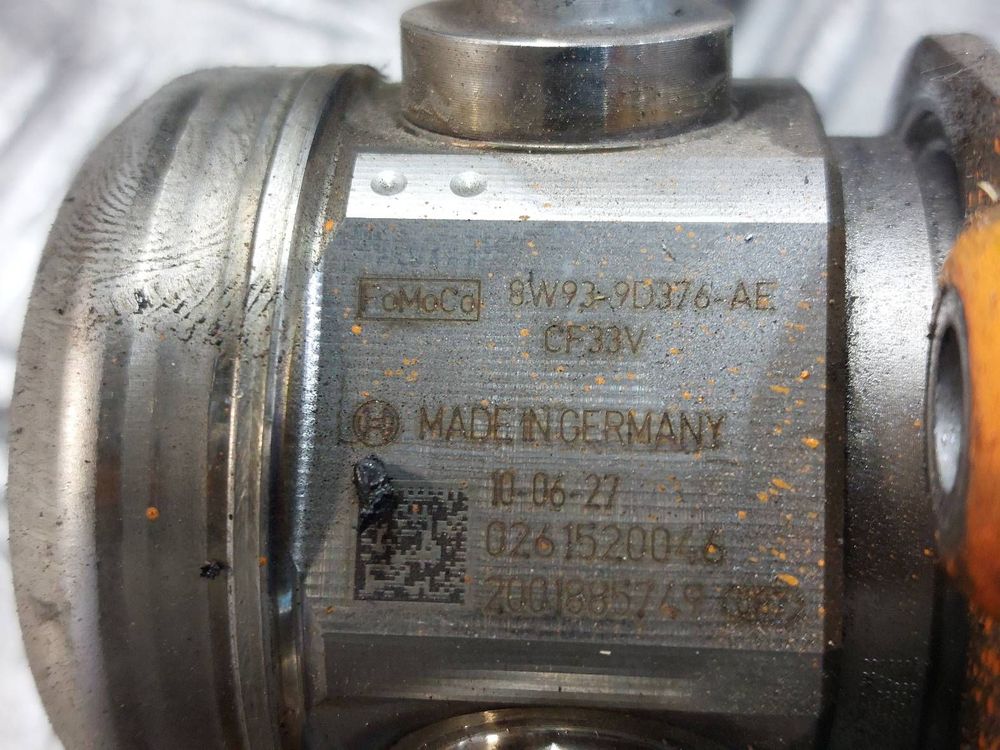 FoMoCo 8W93-9D376-AE
CF33V
MADE IN GERMANY
10-06-27
0261520046
2001885749